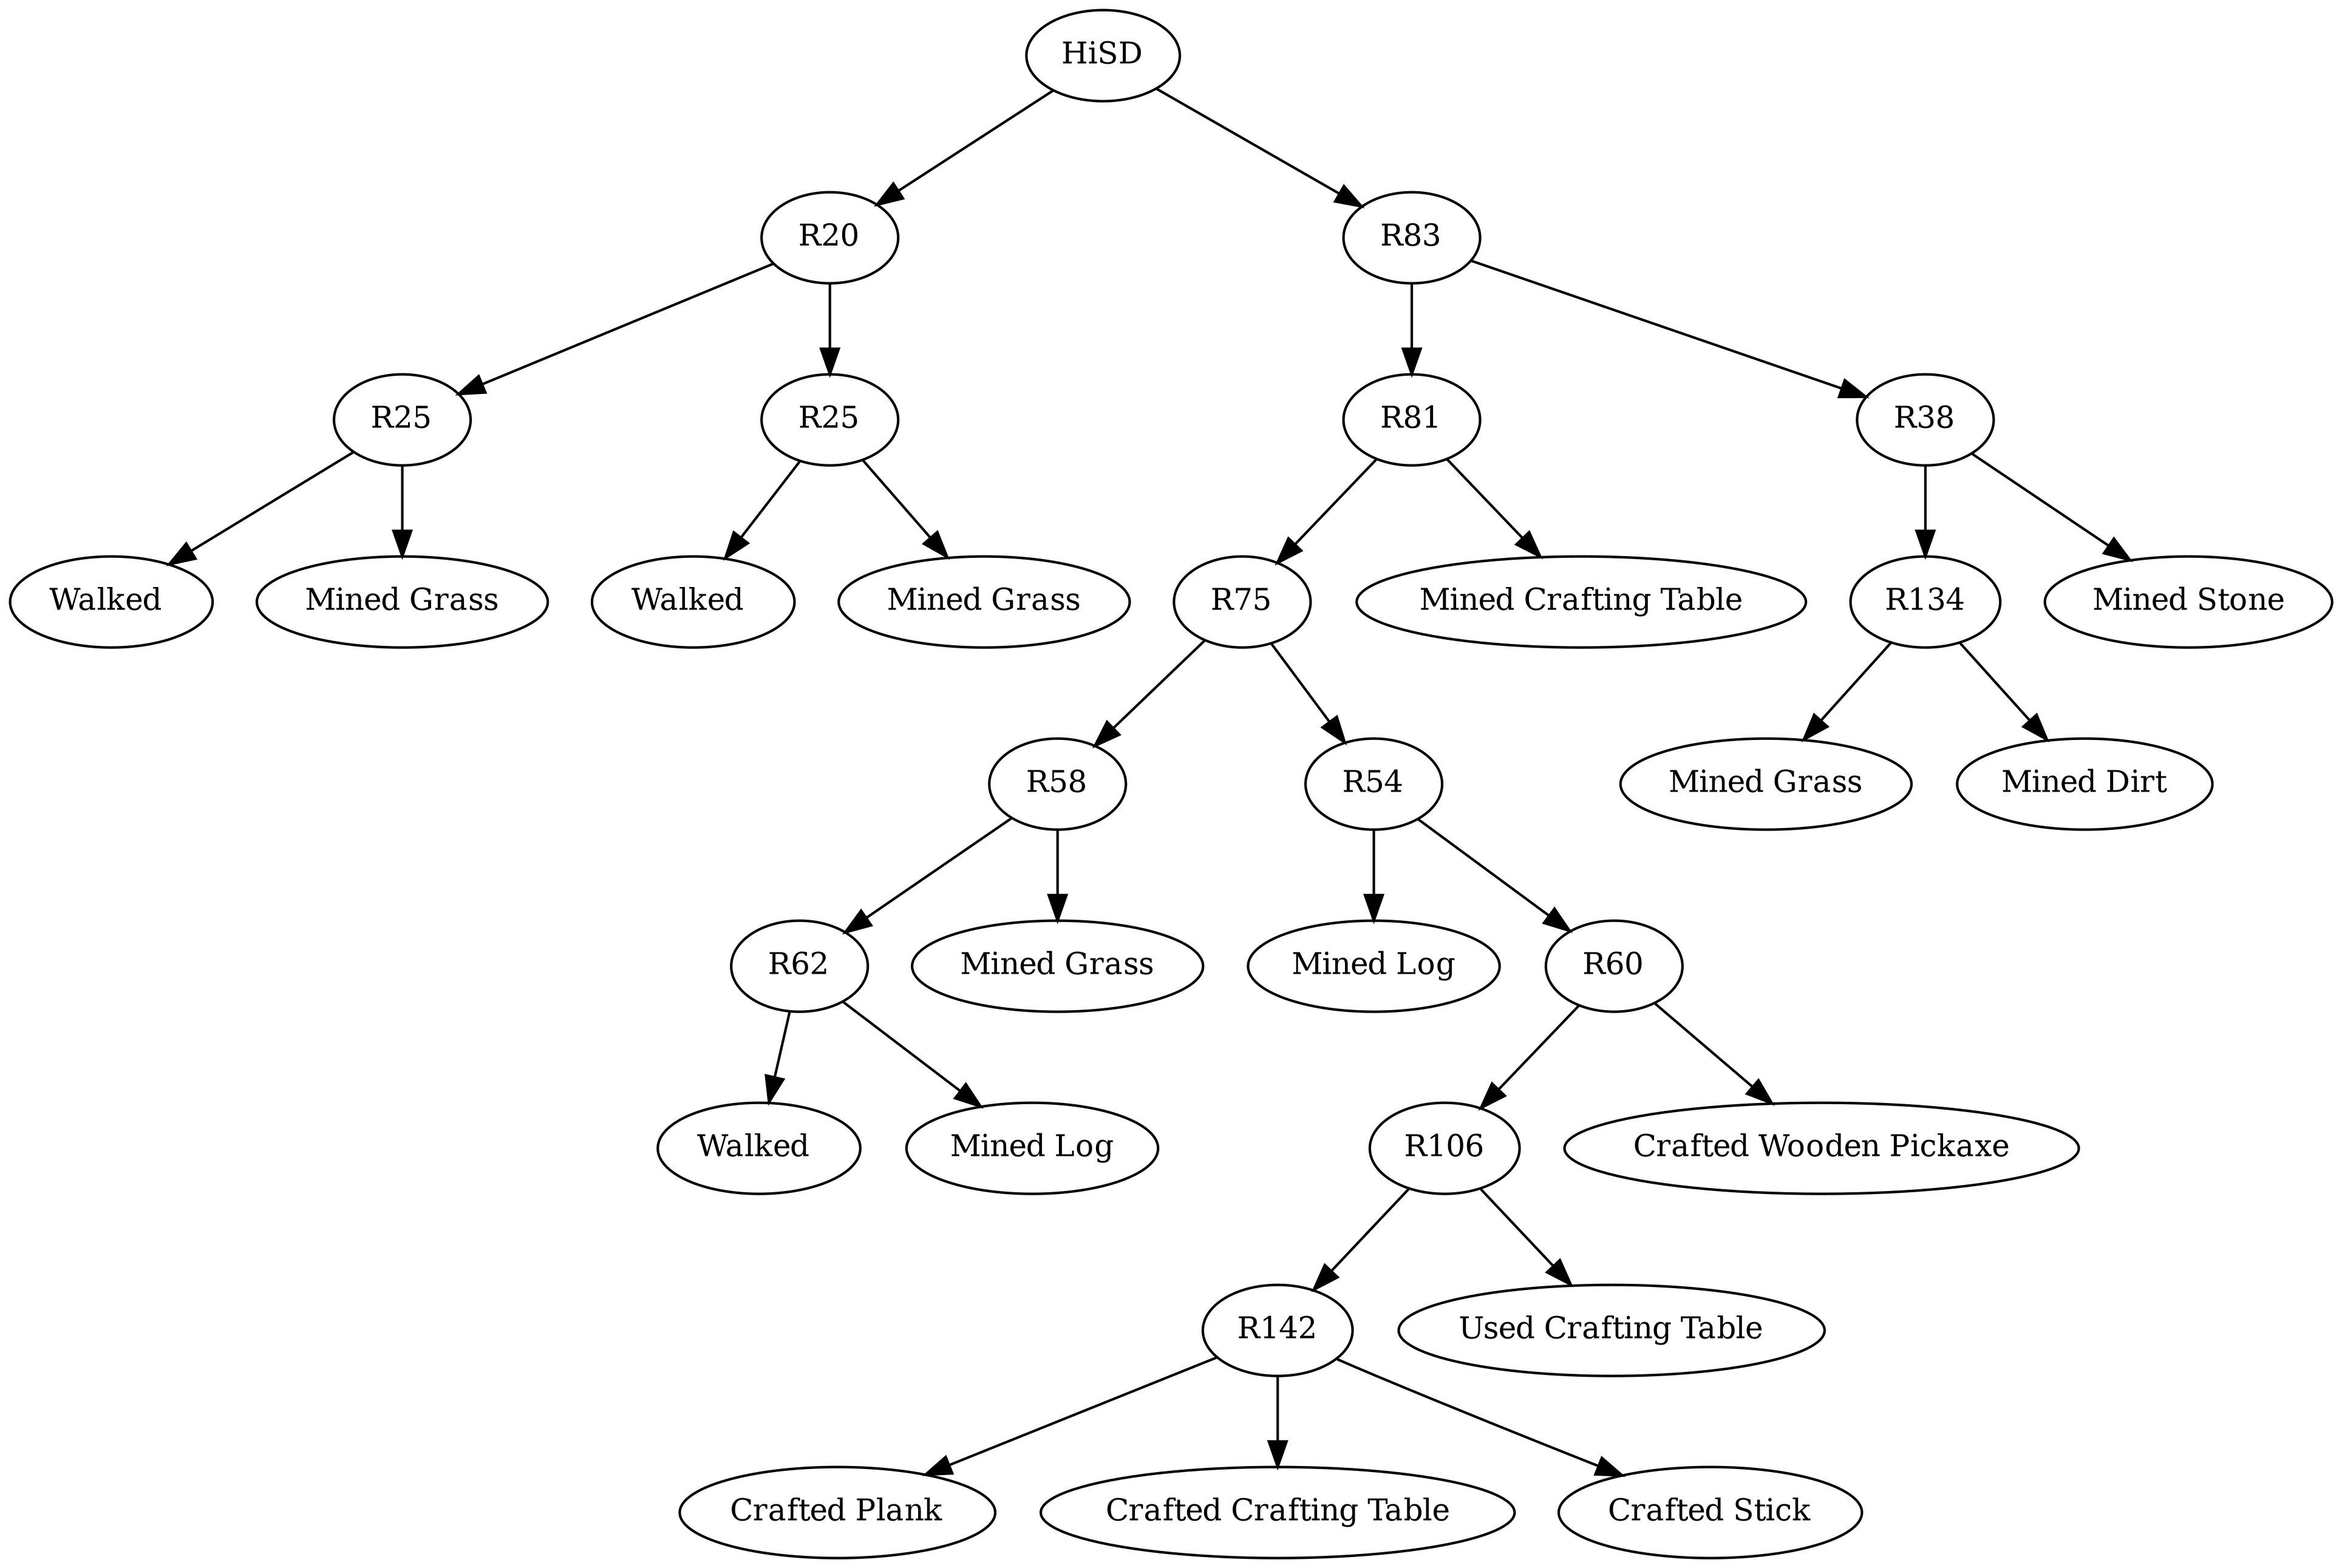 HiSD
R20
R83
R25
R25
R81
R38
Walked
Mined Grass
Walked
Mined Grass
R75
Mined Crafting Table
R134
Mined Stone
R58
R54
Mined Grass
Mined Dirt
R62
Mined Grass
Mined Log
R60
Walked
Mined Log
R106
Crafted Wooden Pickaxe
R142
Used Crafting Table
Crafted Plank
Crafted Crafting Table
Crafted Stick